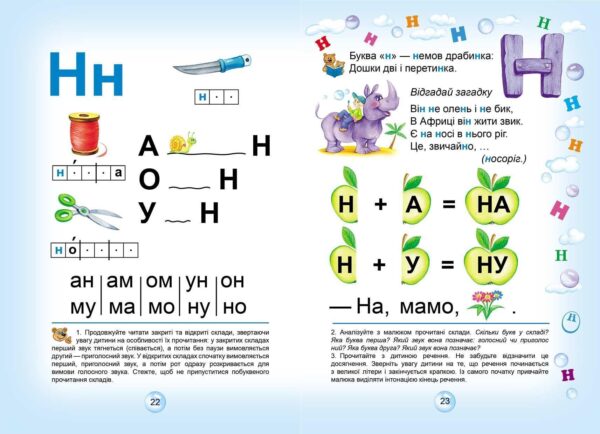 Нн
н
н а
А Н
О Н
У Н
но́
ан ам ом ун он
му ма мо ну но
1. Продовжуйте читати закриті та відкриті склади, звертаючи
увагу дитини на особливості їх прочитання: у закритих складах
перший звук тягнеться (співається), а потім без паузи вимовляється
другий — приголосний звук. У відкритих складах спочатку вимовляється
перший, приголосний, звук, а потім рот одразу розкривається для
вимови голосного звука. Стежте, щоб не припуститися побуквеного
прочитання складів.
22
Н Н Н Н Н
Буква «н» — немов драбинка:
Дошки дві і перетинка.
Н
Відгадай загадку
Він не олень і не бик,
В Африці він жити звик.
Є на носі в нього ріг.
Це, звичайно, …
(носоріг.)
Н + А = НА
Н + У = НУ
— На, мамо, .
2. Аналізуйте з малюком прочитані склади. Скільки букв у складі?
Яка буква перша? Який звук вона позначає: голосний чи приголос
ний? Яка буква друга? Який звук вона позначає?
3. Прочитайте з дитиною речення. Не забудьте відзначити це
досягнення. Зверніть увагу дитини на те, що речення починається
з великої літери і закінчується крапкою. Із самого початку привчайте
малюка виділяти інтонацією кінець речення.
23